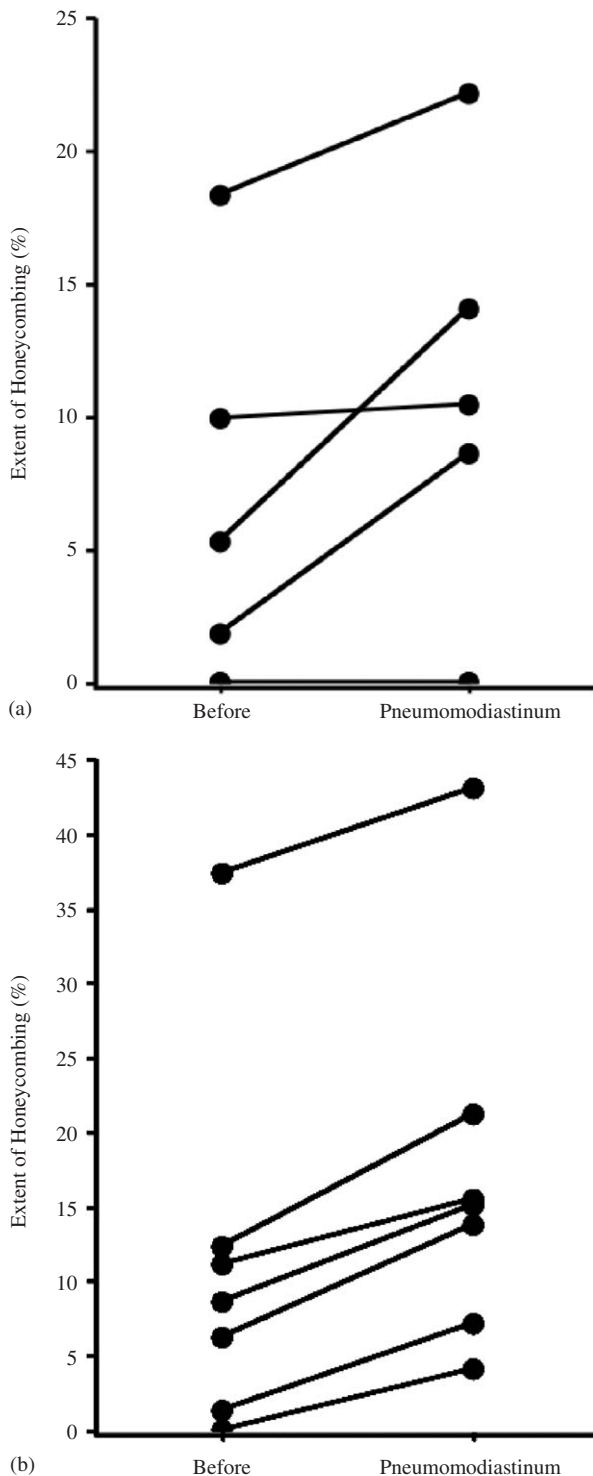 25
20
15
10
5
0
Extent of Honeycombing (%)
(a)
Before Pneumomodiastinum
45
40
35
30
25
20
15
10
5
0
Extent of Honeycombing (%)
(b)
Before Pneumomodiastinum